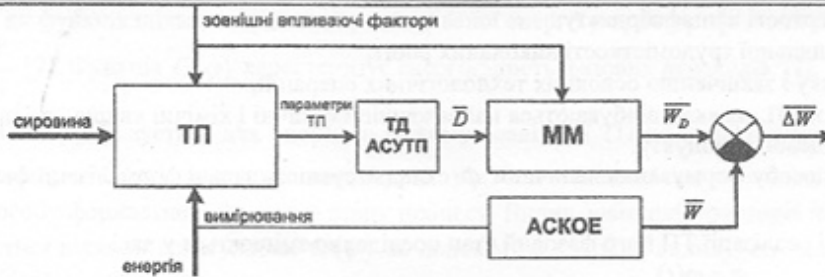 зовнішні впливаючі фактори
сировина
ТП
параметри
ТП
ТД
АСУТП
D
ММ
W_D
ΔW
вимірювання
енергія
АСКОЕ
W